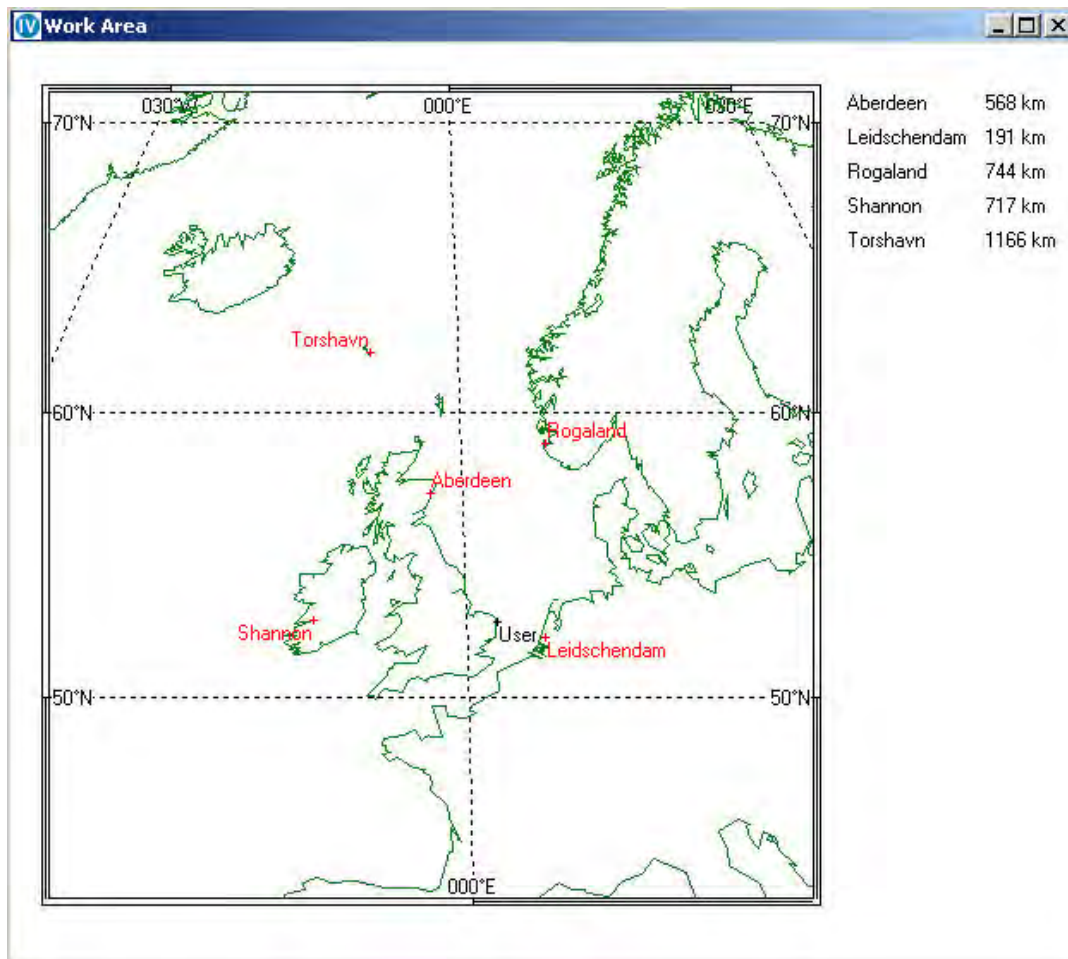 IV Work Area
030°W 000°E 030°E
70°N 70°N
Aberdeen 568 km
Leidschendam 191 km
Rogaland 744 km
Shannon 717 km
Torshavn 1166 km
Torshavn
60°N 60°N
Rogaland
Aberdeen
Shannon
User
Leidschendam
50°N 50°N
000°E